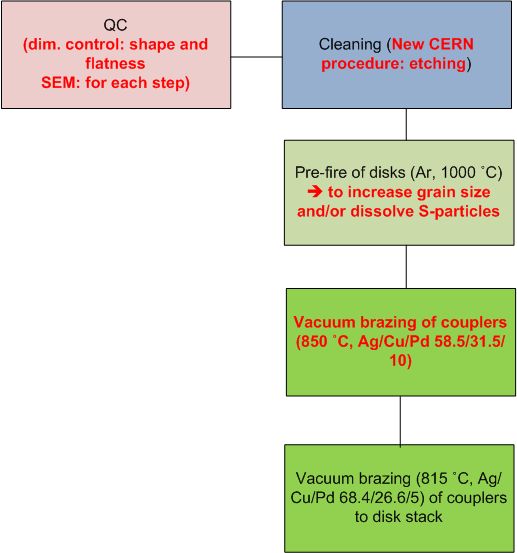 QC
(dim. control: shape and
flatness
SEM: for each step)
Cleaning (New CERN
procedure: etching)
Pre-fire of disks (Ar, 1000 ˚C)
➔ to increase grain size
and/or dissolve S-particles
Vacuum brazing of couplers
(850 ˚C, Ag/Cu/Pd 58.5/31.5/
10)
Vacuum brazing (815 ˚C, Ag/
Cu/Pd 68.4/26.6/5) of couplers
to disk stack